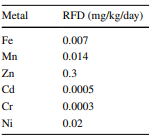 Metal RFD (mg/kg/day)
Fe 0.007
Mn 0.014
Zn 0.3
Cd 0.0005
Cr 0.0003
Ni 0.02